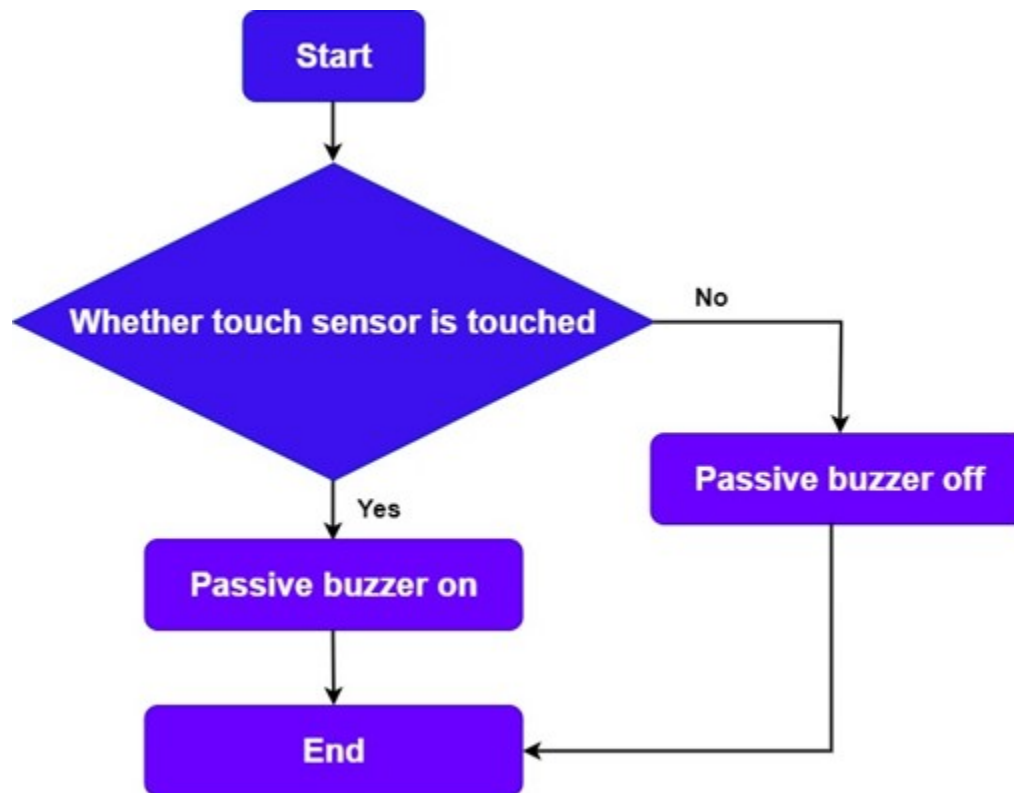 Start
Whether touch sensor is touched
No
Yes
Passive buzzer off
Passive buzzer on
End